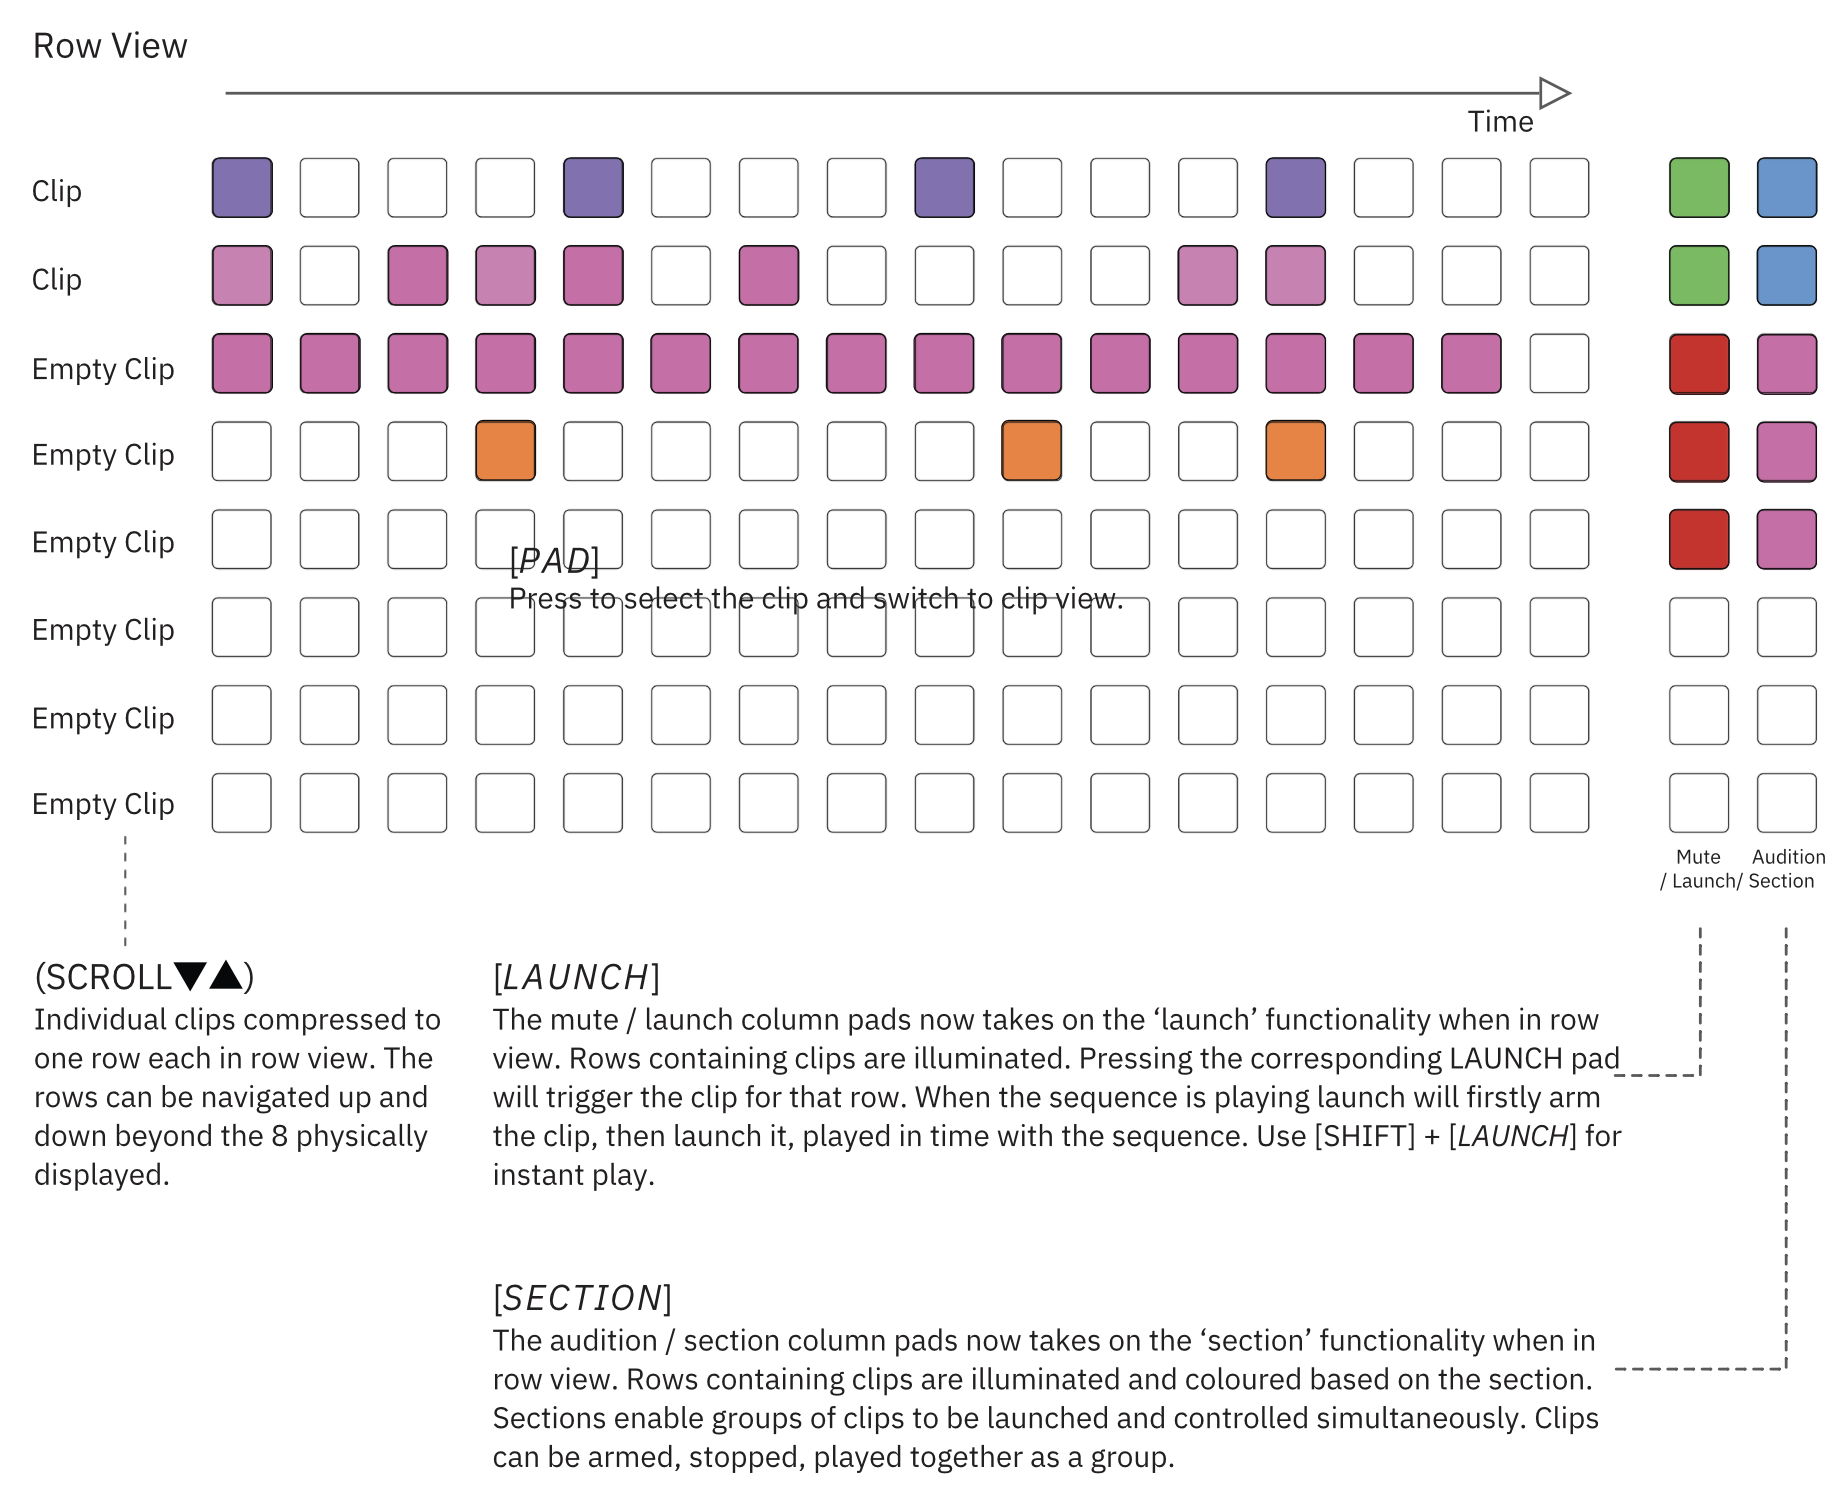 Row View
Time
Clip
Clip
Empty Clip
Empty Clip
Empty Clip
[PAD]
Press to select the clip and switch to clip view.
Empty Clip
Empty Clip
Empty Clip
Mute / Launch
Audition / Section
(SCROLL▼▲)
Individual clips compressed to
one row each in row view. The
rows can be navigated up and
down beyond the 8 physically
displayed.
[LAUNCH]
The mute / launch column pads now takes on the ‘launch’ functionality when in row
view. Rows containing clips are illuminated. Pressing the corresponding LAUNCH pad
will trigger the clip for that row. When the sequence is playing launch will firstly arm
the clip, then launch it, played in time with the sequence. Use [SHIFT] + [LAUNCH] for
instant play.
[SECTION]
The audition / section column pads now takes on the ‘section’ functionality when in
row view. Rows containing clips are illuminated and coloured based on the section.
Sections enable groups of clips to be launched and controlled simultaneously. Clips
can be armed, stopped, played together as a group.